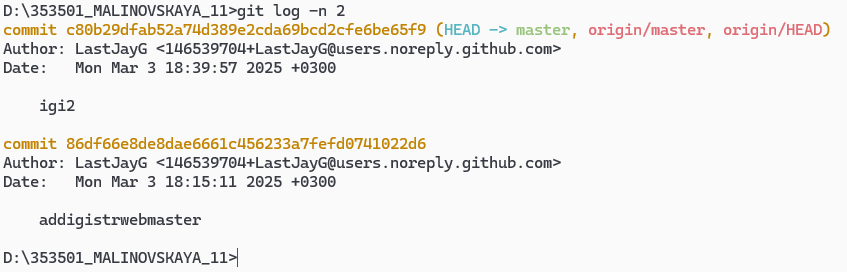 D:\353501_MALINOVSKAYA_11>git log -n 2
commit c80b29dfab52a74d389e2cda69bcd2cfe6be65f9 (HEAD -> master, origin/master, origin/HEAD)
Author: LastJayG <146539704+LastJayG@users.noreply.github.com>
Date:   Mon Mar 3 18:39:57 2025 +0300
    igi2
commit 86df66e8de8dae6661c456233a7fefd0741022d6
Author: LastJayG <146539704+LastJayG@users.noreply.github.com>
Date:   Mon Mar 3 18:15:11 2025 +0300
    addigistrwebmaster
D:\353501_MALINOVSKAYA_11>